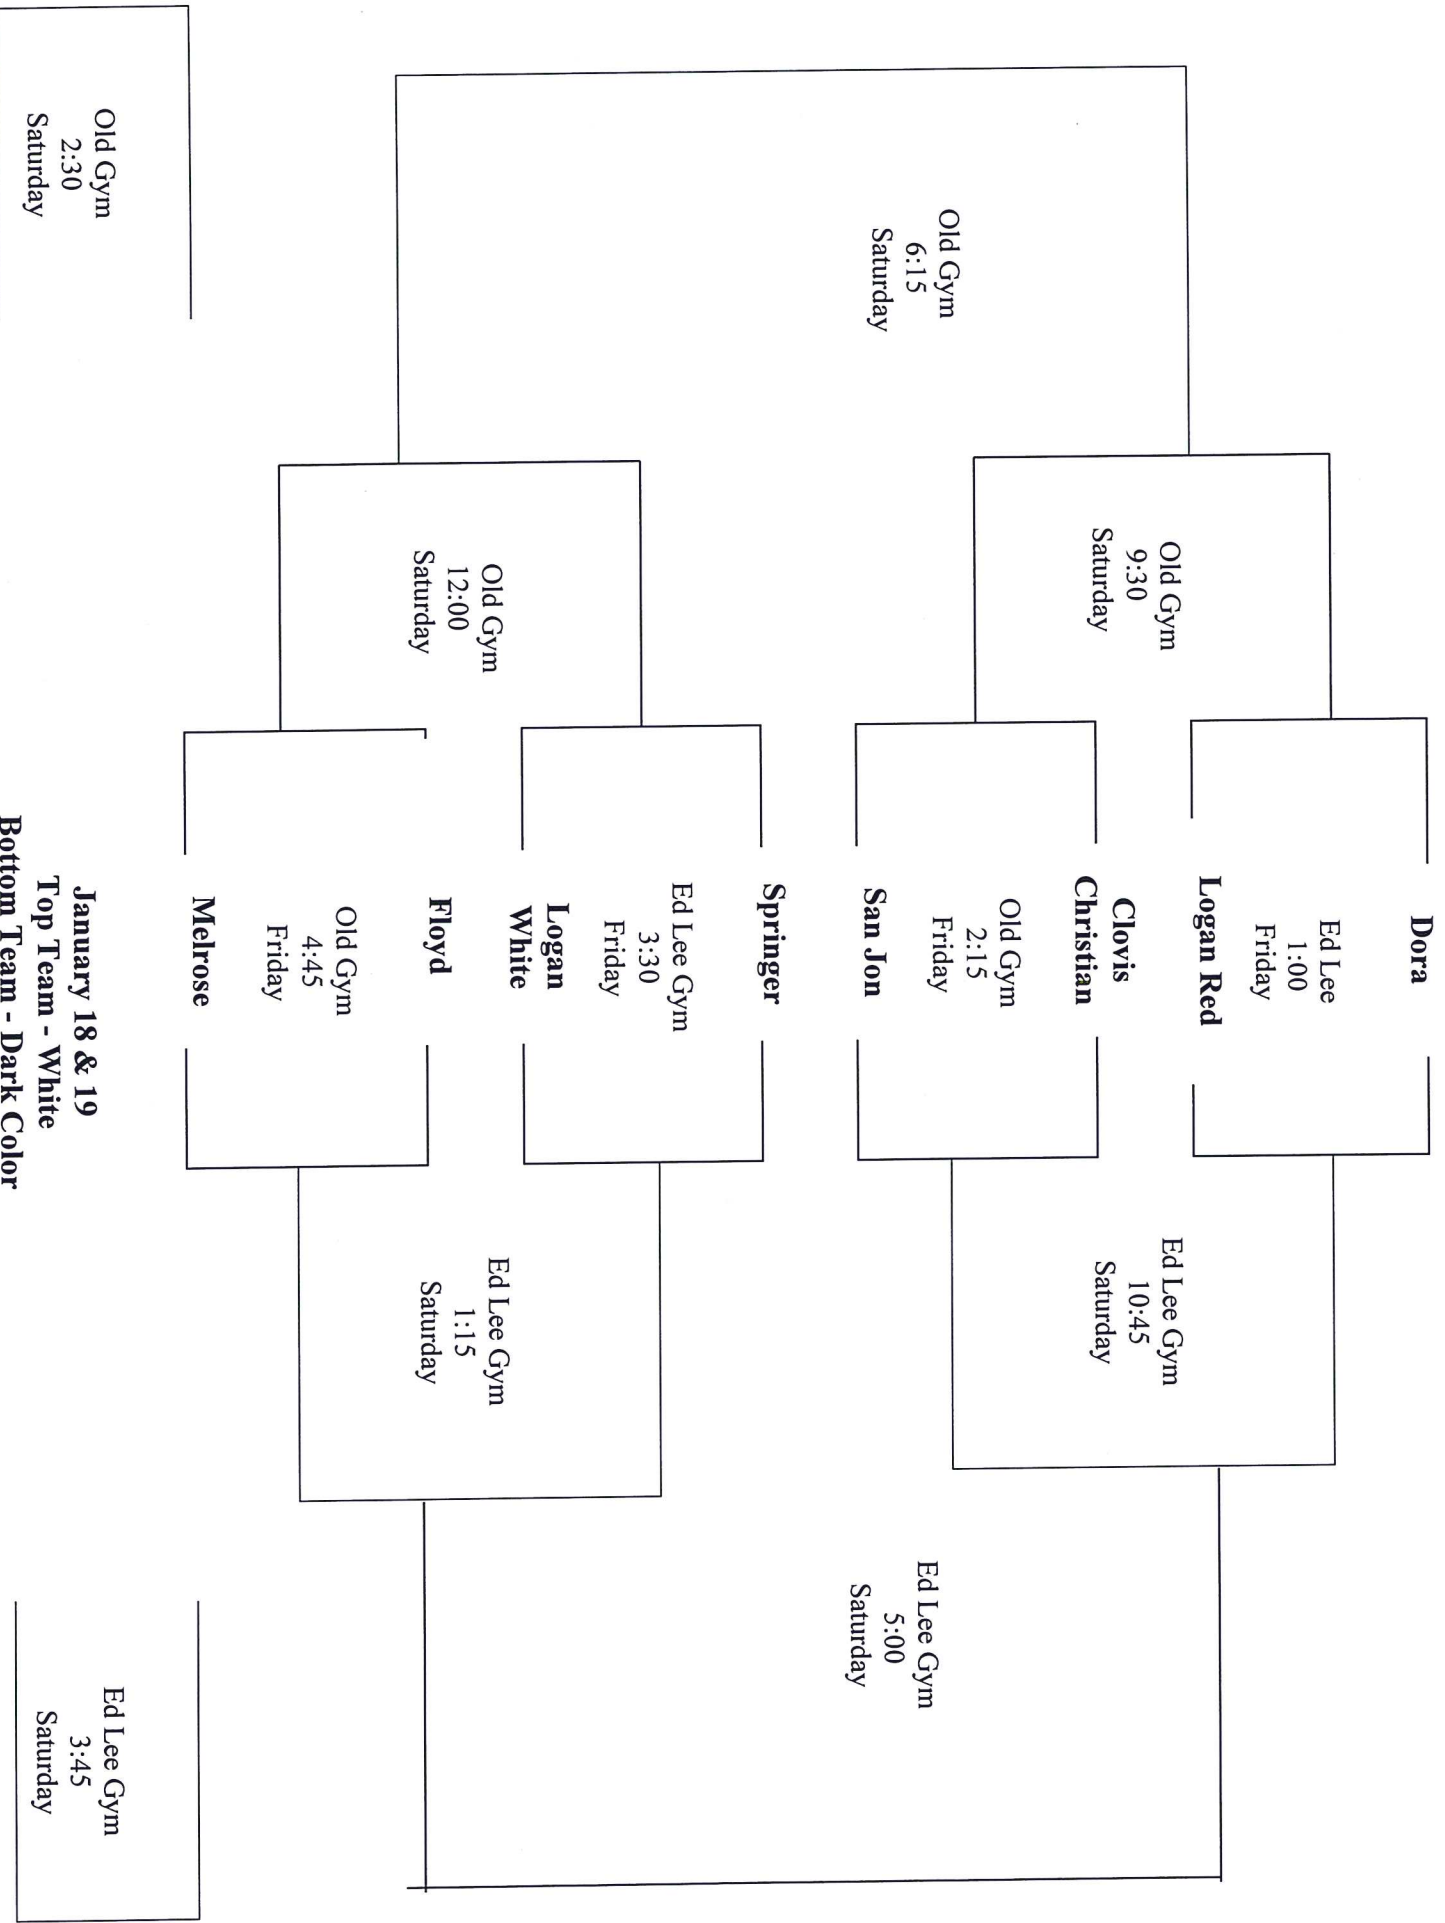 Dora
Ed Lee
1:00
Friday
Logan Red
Old Gym
9:30
Saturday
Ed Lee Gym
10:45
Saturday
Clovis
Christian
Old Gym
2:15
Friday
San Jon
Old Gym
6:15
Saturday
Ed Lee Gym
5:00
Saturday
Springer
Ed Lee Gym
3:30
Friday
Logan
White
Old Gym
12:00
Saturday
Ed Lee Gym
1:15
Saturday
Floyd
Old Gym
4:45
Friday
Melrose
Old Gym
2:30
Saturday
Ed Lee Gym
3:45
Saturday
January 18 & 19
Top Team - White
Bottom Team - Dark Color